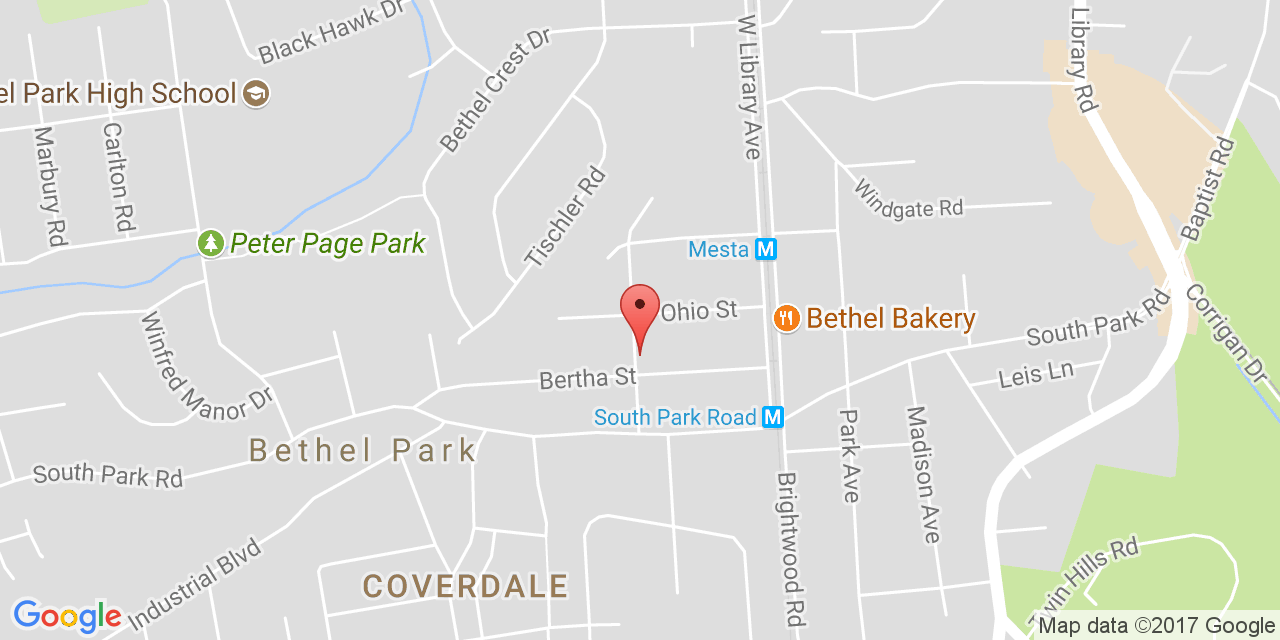 Black Hawk Dr
W Library Ave
Library Rd
Bethel Crest Dr
el Park High School
Marbury Rd
Carlton Rd
Baptist Rd
Windgate Rd
Tischler Rd
Peter Page Park
Mesta M
Ohio St
Bethel Bakery
South Park Rd
Corrigan Dr
Winfred Manor Dr
Bertha St
Leis Ln
South Park Road M
Bethel Park
Park Ave
Madison Ave
South Park Rd
Brightwood Rd
Industrial Blvd
COVERDALE
Twin Hills Rd
Google
Map data ©2017 Google